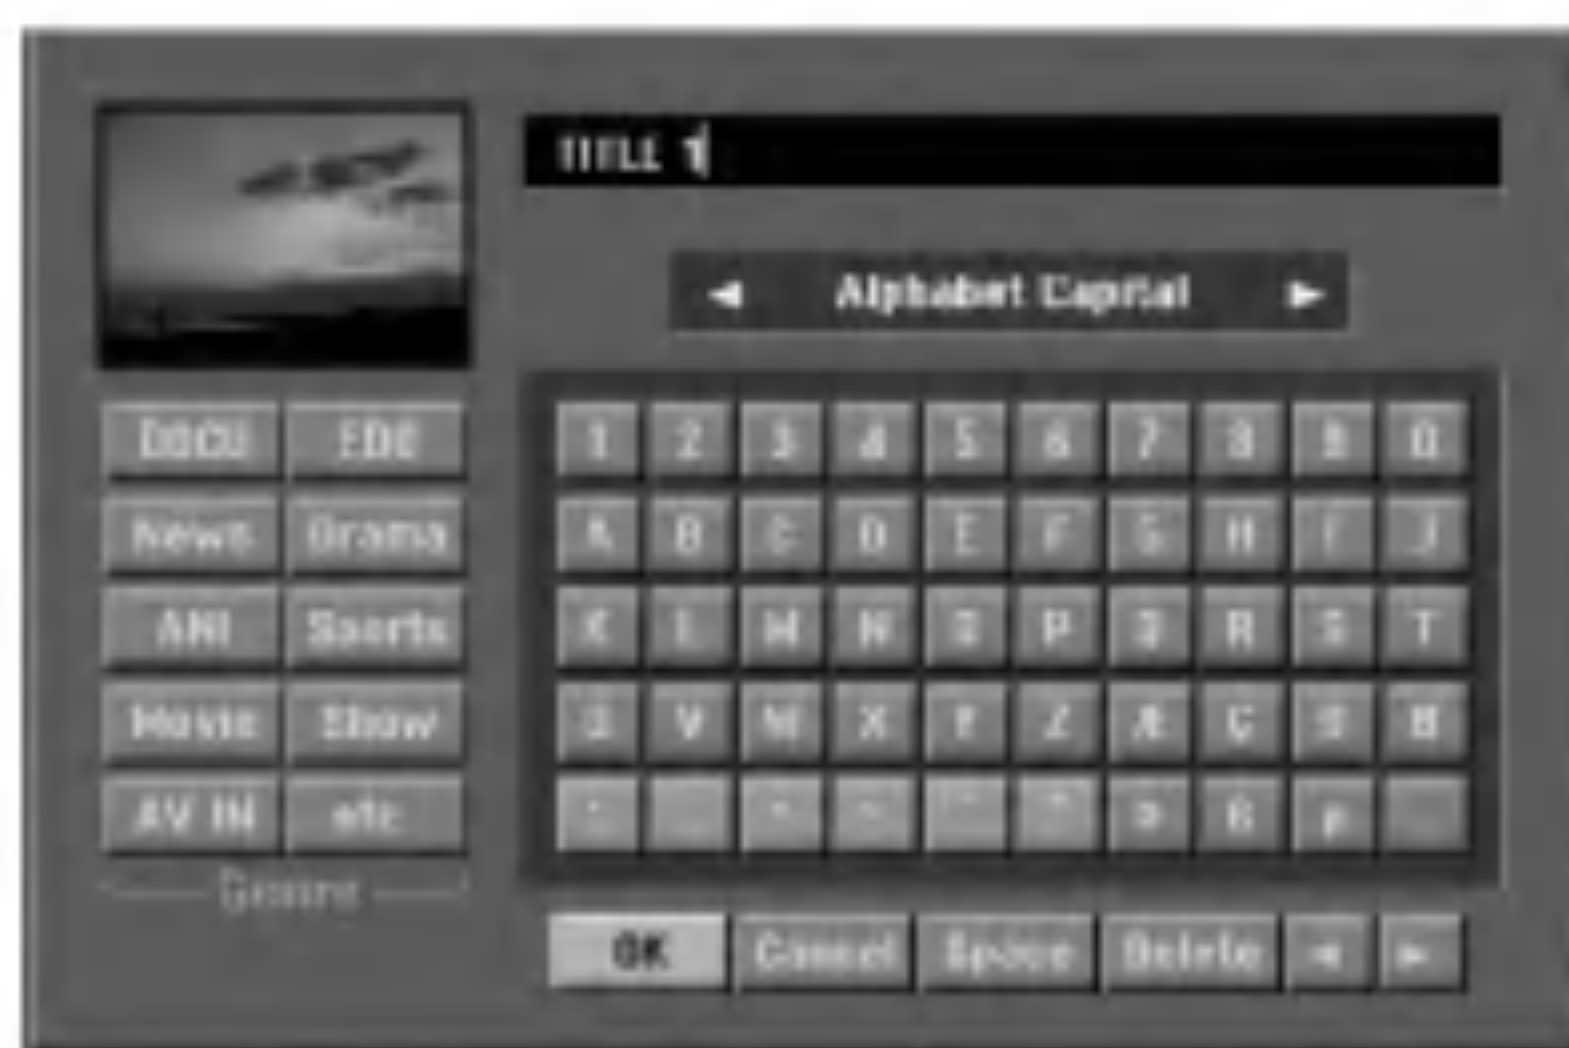 TITLE 1
◄ Alphabet Capital ►
DOCU EDU
News Drama
ANI Sports
Movie Show
AV IN etc
Genre
1 2 3 4 5 6 7 8 9 0
A B C D E F G H I J
K L M N O P Q R S T
U V W X Y Z Æ Ç
ß µ
OK Cancel Space Delete ◄ ►